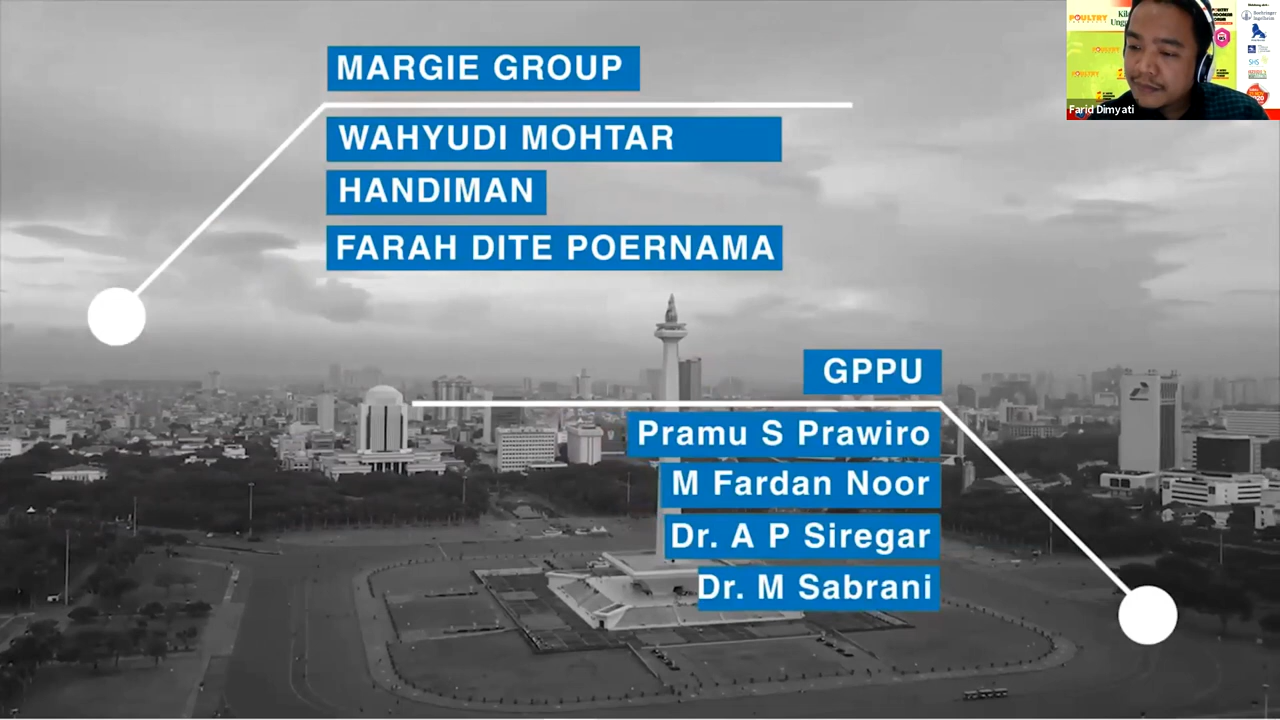 MARGIE GROUP
WAHYUDI MOHTAR
HANDIMAN
FARAH DITE POERNAMA
GPPU
Pramu S Prawiro
M Fardan Noor
Dr. A P Siregar
Dr. M Sabrani
POULTRY
Farid Dimyati